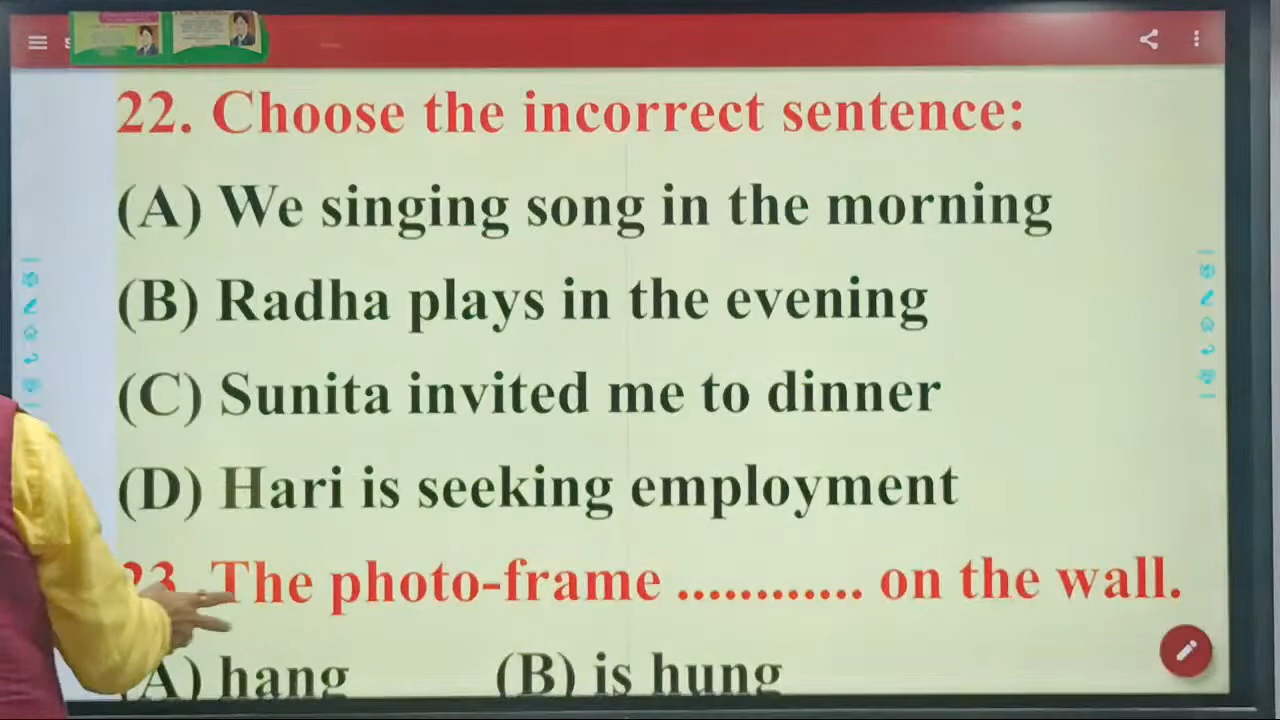 22. Choose the incorrect sentence:
(A) We singing song in the morning
(B) Radha plays in the evening
(C) Sunita invited me to dinner
(D) Hari is seeking employment
23. The photo-frame ............ on the wall.
(A) hang (B) is hung